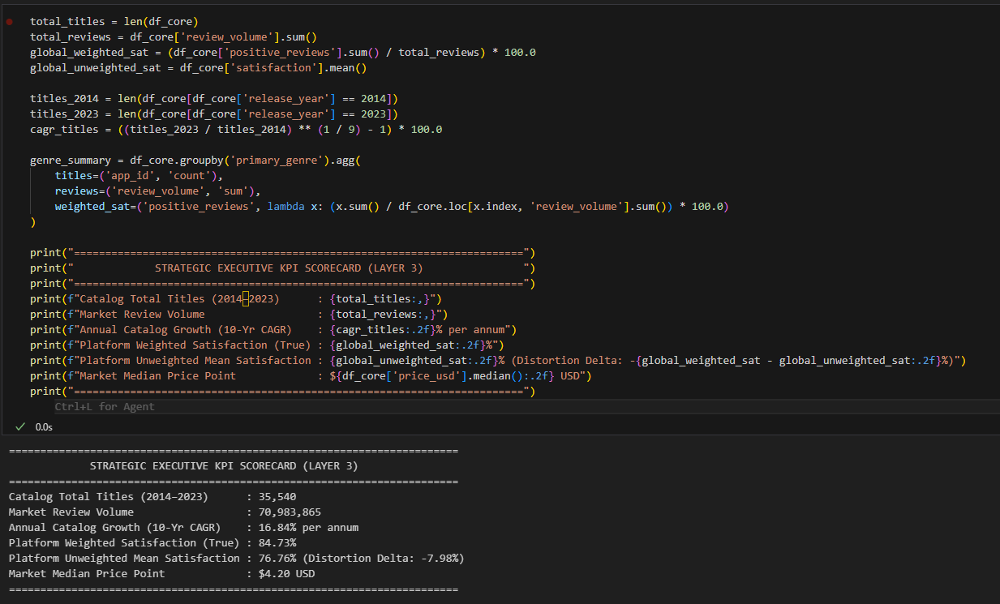 total_titles = len(df_core)
total_reviews = df_core['review_volume'].sum()
global_weighted_sat = (df_core['positive_reviews'].sum() / total_reviews) * 100.0
global_unweighted_sat = df_core['satisfaction'].mean()
titles_2014 = len(df_core[df_core['release_year'] == 2014])
titles_2023 = len(df_core[df_core['release_year'] == 2023])
cagr_titles = ((titles_2023 / titles_2014) ** (1 / 9) - 1) * 100.0
genre_summary = df_core.groupby('primary_genre').agg(
    titles=('app_id', 'count'),
    reviews=('review_volume', 'sum'),
    weighted_sat=('positive_reviews', lambda x: (x.sum() / df_core.loc[x.index, 'review_volume'].sum()) * 100.0)
)
print("========================================================================")
print("             STRATEGIC EXECUTIVE KPI SCORECARD (LAYER 3)                ")
print("========================================================================")
print(f"Catalog Total Titles (2014–2023)      : {total_titles:,}")
print(f"Market Review Volume                  : {total_reviews:,}")
print(f"Annual Catalog Growth (10-Yr CAGR)    : {cagr_titles:.2f}% per annum")
print(f"Platform Weighted Satisfaction (True) : {global_weighted_sat:.2f}%")
print(f"Platform Unweighted Mean Satisfaction : {global_unweighted_sat:.2f}% (Distortion Delta: -{global_weighted_sat - global_unweighted_sat:.2f}%)")
print(f"Market Median Price Point             : ${df_core['price_usd'].median():.2f} USD")
print("========================================================================")
Ctrl+L for Agent
0.0s
========================================================================
             STRATEGIC EXECUTIVE KPI SCORECARD (LAYER 3)
========================================================================
Catalog Total Titles (2014–2023)      : 35,540
Market Review Volume                  : 70,983,865
Annual Catalog Growth (10-Yr CAGR)    : 16.84% per annum
Platform Weighted Satisfaction (True) : 84.73%
Platform Unweighted Mean Satisfaction : 76.76% (Distortion Delta: -7.98%)
Market Median Price Point             : $4.20 USD
========================================================================